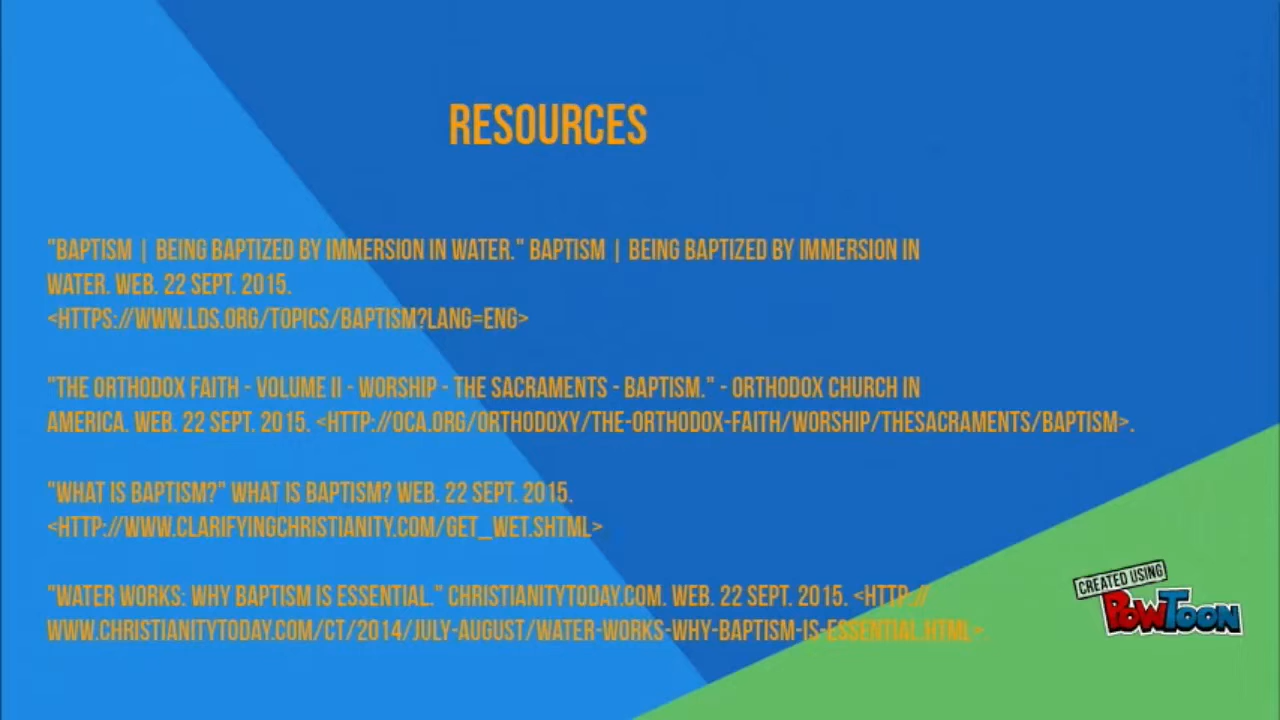 RESOURCES
"BAPTISM | BEING BAPTIZED BY IMMERSION IN WATER." BAPTISM | BEING BAPTIZED BY IMMERSION IN
WATER. WEB. 22 SEPT. 2015.
<HTTPS://WWW.LDS.ORG/TOPICS/BAPTISM?LANG=ENG>
"THE ORTHODOX FAITH - VOLUME II - WORSHIP - THE SACRAMENTS - BAPTISM." - ORTHODOX CHURCH IN
AMERICA. WEB. 22 SEPT. 2015. <HTTP://OCA.ORG/ORTHODOXY/THE-ORTHODOX-FAITH/WORSHIP/THESACRAMENTS/BAPTISM>.
"WHAT IS BAPTISM?" WHAT IS BAPTISM? WEB. 22 SEPT. 2015.
<HTTP://WWW.CLARIFYINGCHRISTIANITY.COM/GET_WET.SHTML>
"WATER WORKS: WHY BAPTISM IS ESSENTIAL." CHRISTIANITYTODAY.COM. WEB. 22 SEPT. 2015. <HTTP://
WWW.CHRISTIANITYTODAY.COM/CT/2014/JULY-AUGUST/WATER-WORKS-WHY-BAPTISM-IS-ESSENTIAL.HTML>
CREATED USING
POWTOON